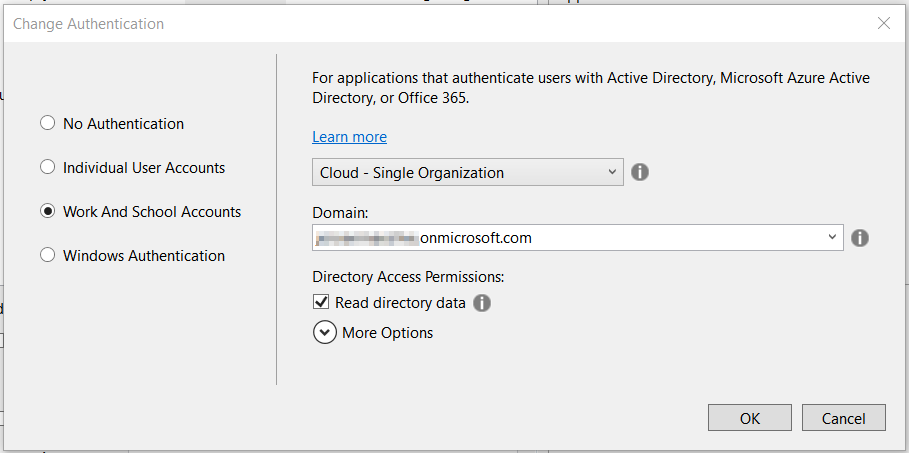 Change Authentication
For applications that authenticate users with Active Directory, Microsoft Azure Active
Directory, or Office 365.
No Authentication
Learn more
Individual User Accounts
Cloud - Single Organization
Work And School Accounts
Domain:
.onmicrosoft.com
Windows Authentication
Directory Access Permissions:
Read directory data
More Options
OK
Cancel